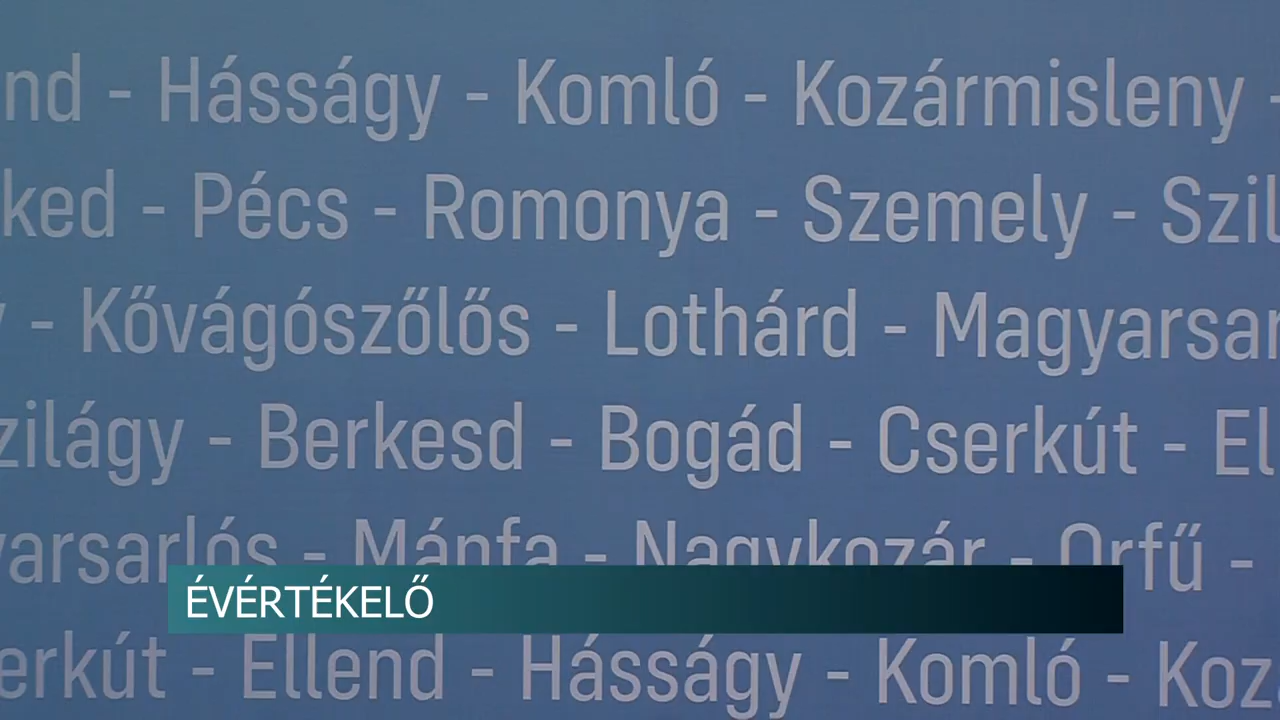 nd - Hásságy - Komló - Kozármisleny -
ked - Pécs - Romonya - Szemely - Szil
y - Kővágószőlős - Lothárd - Magyarsar
zilágy - Berkesd - Bogád - Cserkút - El
arsarlós - Mánfa - Nagykozár - Orfű -
ÉVÉRTÉKELŐ
erkút - Ellend - Hásságy - Komló - Koz